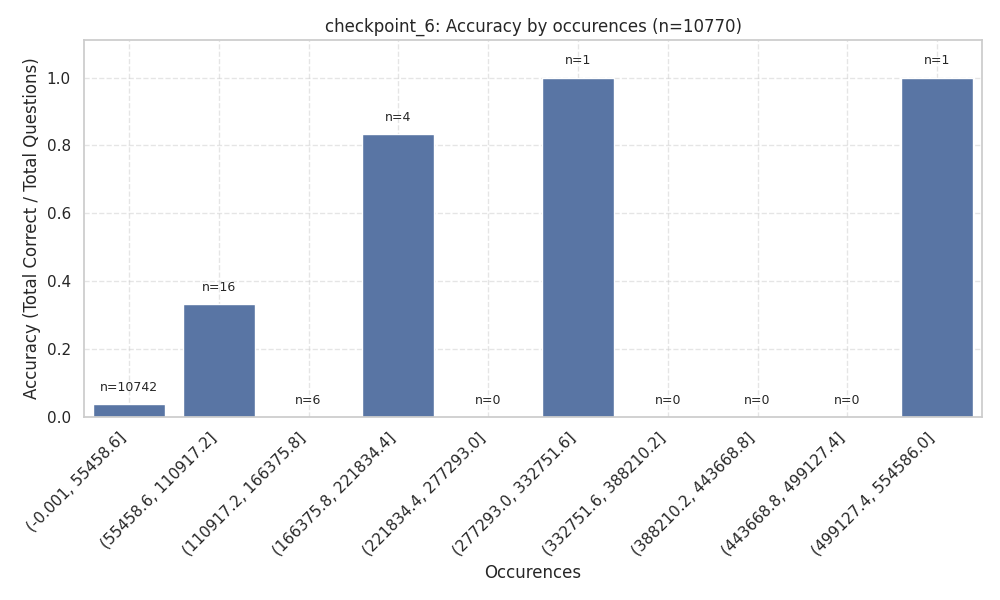 checkpoint_6: Accuracy by occurences (n=10770)
Accuracy (Total Correct / Total Questions)
1.0
0.8
0.6
0.4
0.2
0.0
n=10742
n=16
n=6
n=4
n=0
n=1
n=0
n=0
n=0
n=1
(-0.001, 55458.6]
(55458.6, 110917.2]
(110917.2, 166375.8]
(166375.8, 221834.4]
(221834.4, 277293.0]
(277293.0, 332751.6]
(332751.6, 388210.2]
(388210.2, 443668.8]
(443668.8, 499127.4]
(499127.4, 554586.0]
Occurences